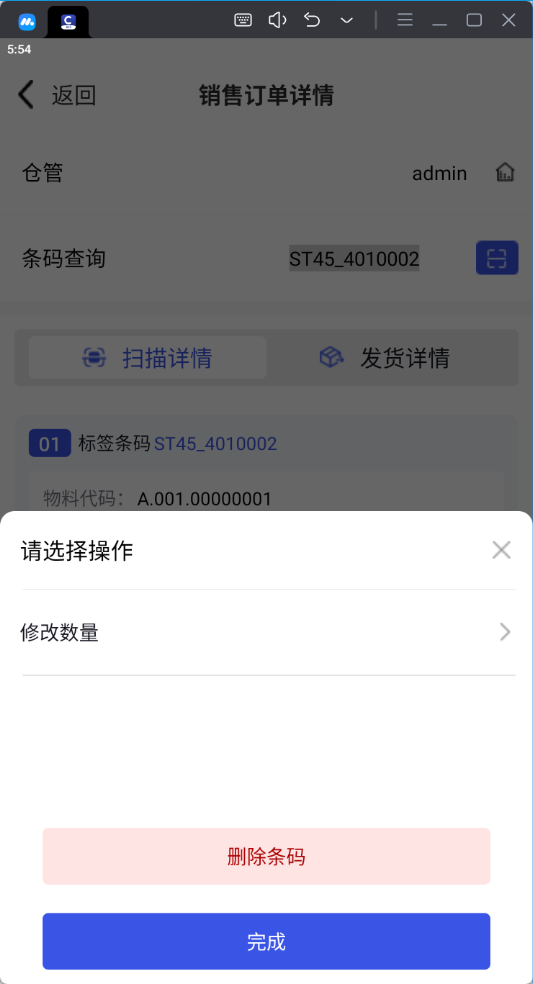 5:54
返回
销售订单详情
仓管
admin
条码查询
ST45_4010002
扫描详情
发货详情
01 标签条码 ST45_4010002
物料代码： A.001.00000001
请选择操作
修改数量
删除条码
完成